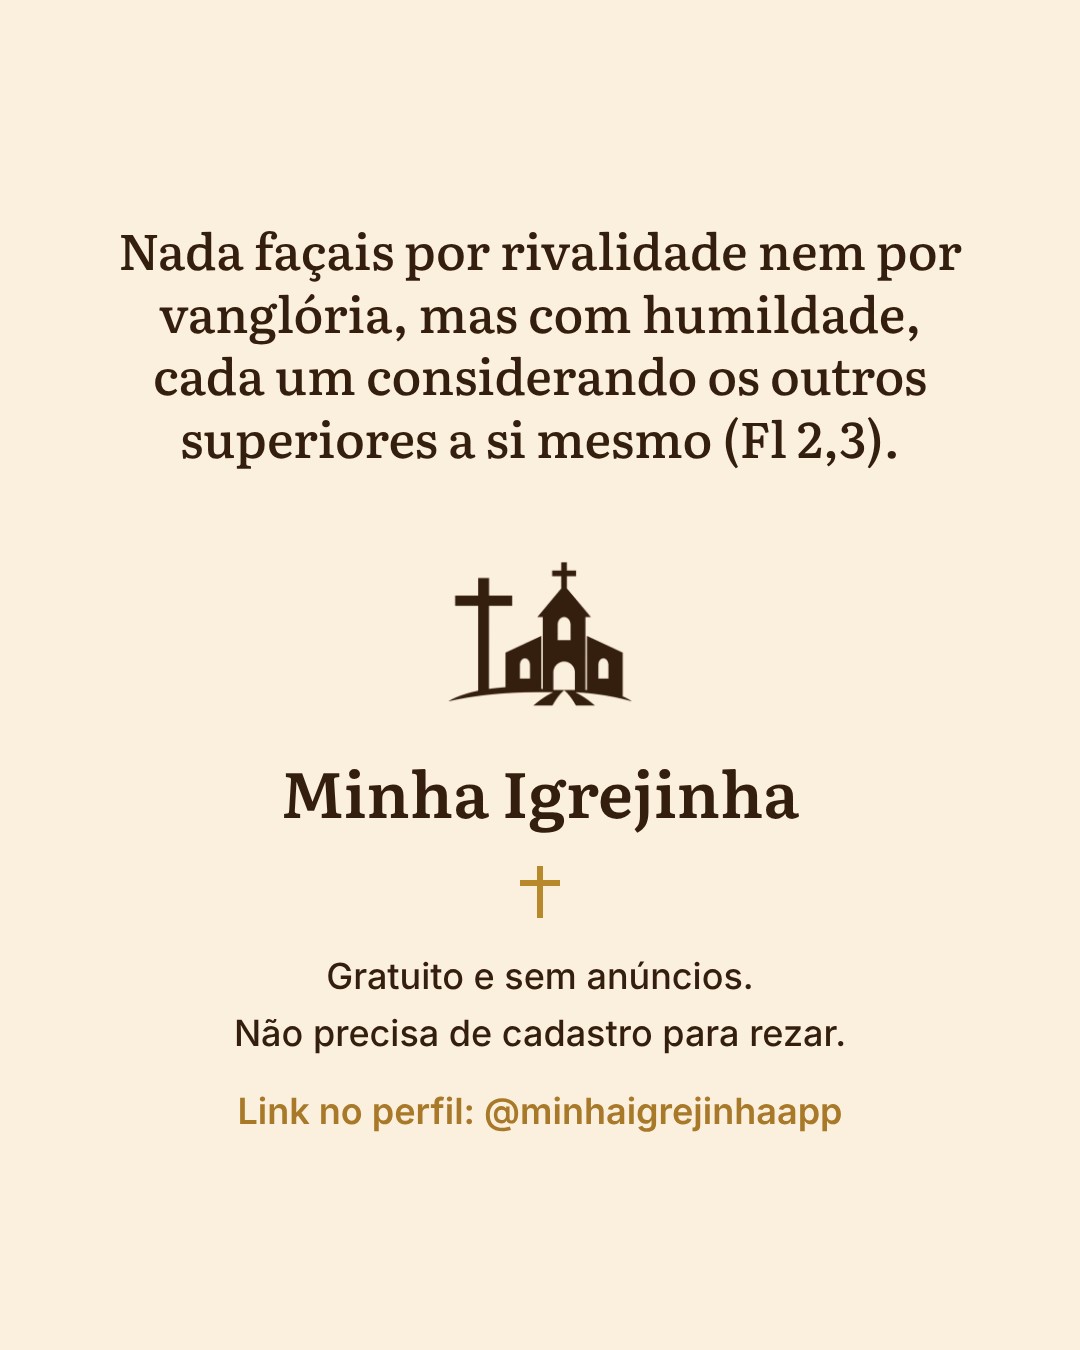 Nada façais por rivalidade nem por
vanglória, mas com humildade,
cada um considerando os outros
superiores a si mesmo (Fl 2,3).
Minha Igrejinha
Gratuito e sem anúncios.
Não precisa de cadastro para rezar.
Link no perfil: @minhaigrejinhaapp